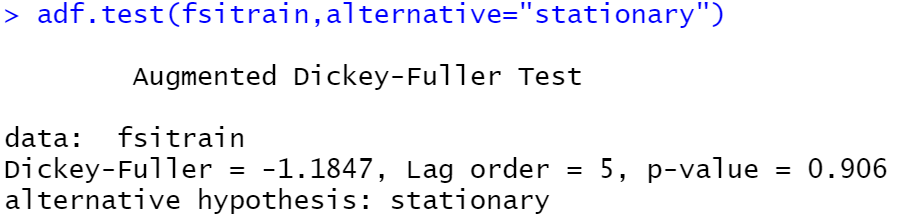 > adf.test(fsitrain,alternative="stationary")
Augmented Dickey-Fuller Test
data:  fsitrain
Dickey-Fuller = -1.1847, Lag order = 5, p-value = 0.906
alternative hypothesis: stationary